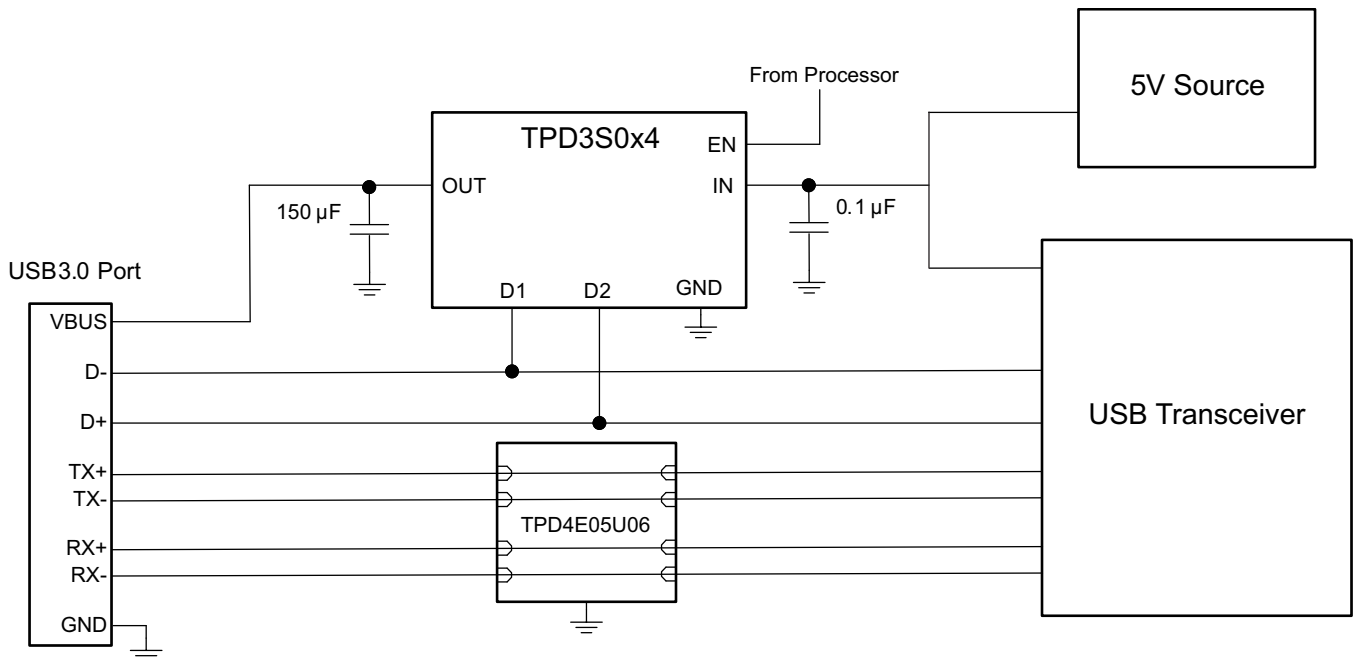 5V Source
From Processor
TPD3S0x4
EN
OUT
IN
150 µF
0.1 µF
USB3.0 Port
D1
D2
GND
VBUS
D-
D+
USB Transceiver
TX+
TX-
TPD4E05U06
RX+
RX-
GND